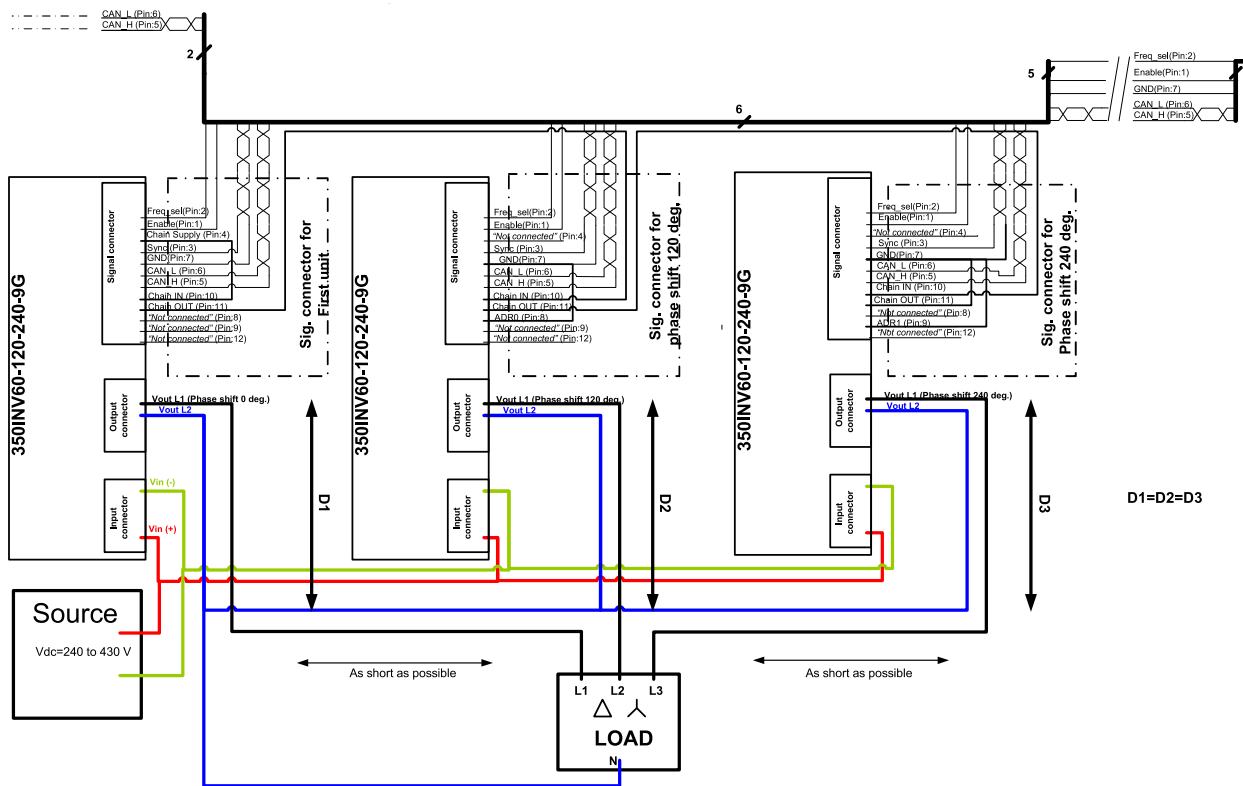 CAN_L (Pin:6)
CAN_H (Pin:5)
2
6
5
Freq_sel(Pin:2)
Enable(Pin:1)
GND(Pin:7)
CAN_L (Pin:6)
CAN_H (Pin:5)
350INV60-120-240-9G
Signal connector
Freq_sel(Pin:2)
Enable(Pin:1)
Chain Supply (Pin:4)
Sync (Pin:3)
GND(Pin:7)
CAN_L (Pin:6)
CAN_H (Pin:5)
Chain IN (Pin:10)
Chain OUT (Pin:11)
"Not connected" (Pin:8)
"Not connected" (Pin:9)
"Not connected" (Pin:12)
Sig. connector for
First unit.
Output
connector
Vout L1 (Phase shift 0 deg.)
Vout L2
Input
connector
Vin (-)
Vin (+)
D1
350INV60-120-240-9G
Signal connector
Freq_sel(Pin:2)
Enable(Pin:1)
"Not connected" (Pin:4)
Sync (Pin:3)
GND(Pin:7)
CAN_L (Pin:6)
CAN_H (Pin:5)
Chain IN (Pin:10)
Chain OUT (Pin:11)
ADR0 (Pin:8)
"Not connected" (Pin:9)
"Not connected" (Pin:12)
Sig. connector for
phase shift 120 deg.
Output
connector
Vout L1 (Phase shift 120 deg.)
Vout L2
Input
connector
D2
350INV60-120-240-9G
Signal connector
Freq_sel(Pin:2)
Enable(Pin:1)
"Not connected" (Pin:4)
Sync (Pin:3)
GND(Pin:7)
CAN_L (Pin:6)
CAN_H (Pin:5)
Chain IN (Pin:10)
Chain OUT (Pin:11)
"Not connected" (Pin:8)
ADR1 (Pin:9)
"Not connected" (Pin:12)
Sig. connector for
Phase shift 240 deg.
Output
connector
Vout L1 (Phase shift 240 deg.)
Vout L2
Input
connector
D3
D1=D2=D3
Source
Vdc=240 to 430 V
As short as possible
As short as possible
L1 L2 L3
LOAD
N